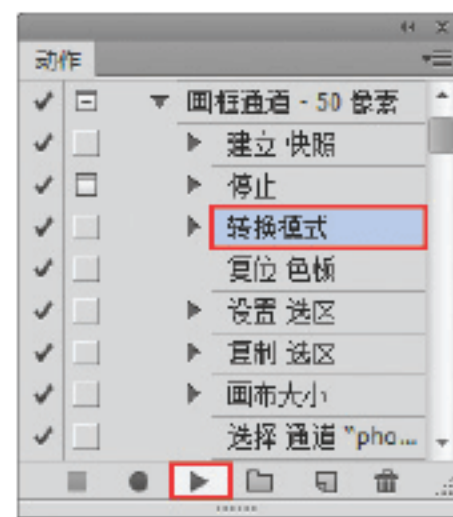 动作
画框通道 - 50 像素
建立 快照
停止
转换模式
复位 色板
设置 选区
复制 选区
画布大小
选择 通道 "pho...